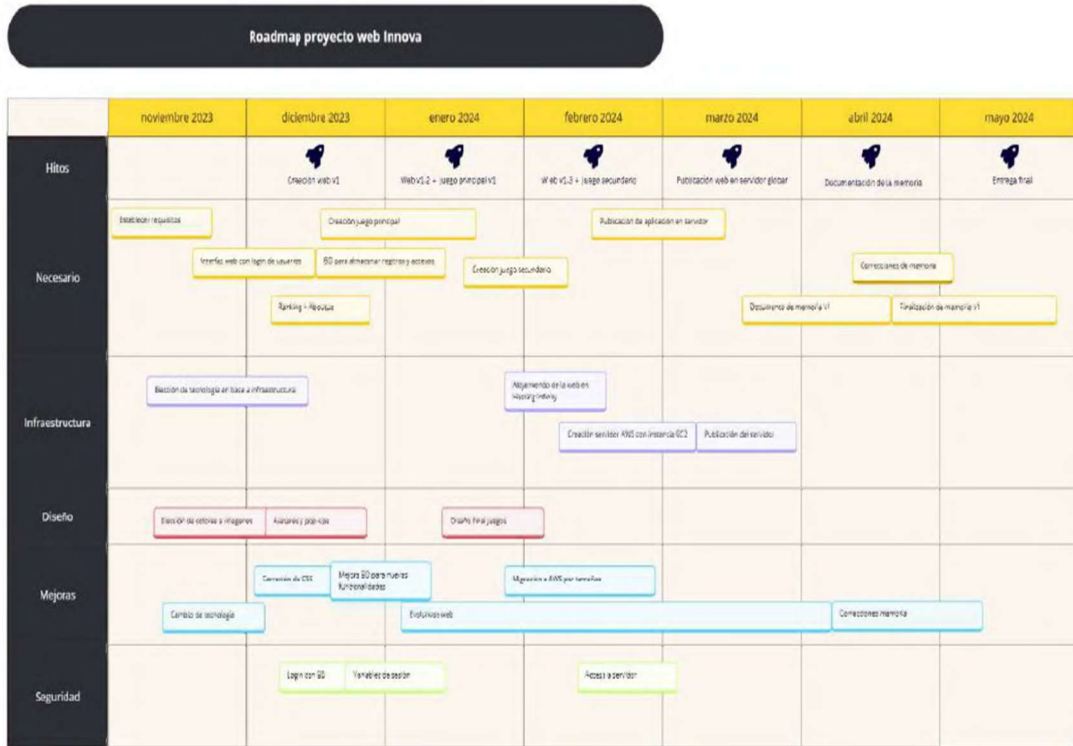 Roadmap proyecto web Innova
noviembre 2023
diciembre 2023
enero 2024
febrero 2024
marzo 2024
abril 2024
mayo 2024
Hitos
Creación web v1
Web v1.2 + juego principal v1
Web v1.3 + juego secundario
Publicación web en servidor global
Documentación de la memoria
Entrega final
Necesario
Establecer requisitos
Creación juego principal
Publicación de aplicación en servidor
Interfaz web con login de usuarios
BD para almacenar registros y accesos
Creación juego secundario
Correcciones de memoria
Ranking +
Documento de memoria v1
Finalización de memoria v1
Infraestructura
Elección de tecnología en base a infraestructura
Alojamiento de la web en
Hosting
Creación servidor AWS con instancia EC2
Publicación del servidor
Diseño
Elección de colores e imágenes
Avatares y pop-ups
Diseño final juegos
Mejoras
Corrección de CSS
Mejora BD para nuevas
funcionalidades
Migración a AWS por
Cambio de tecnología
Evolutivos web
Correcciones memoria
Seguridad
Login con BD
Variables de sesión
Acceso a servidor